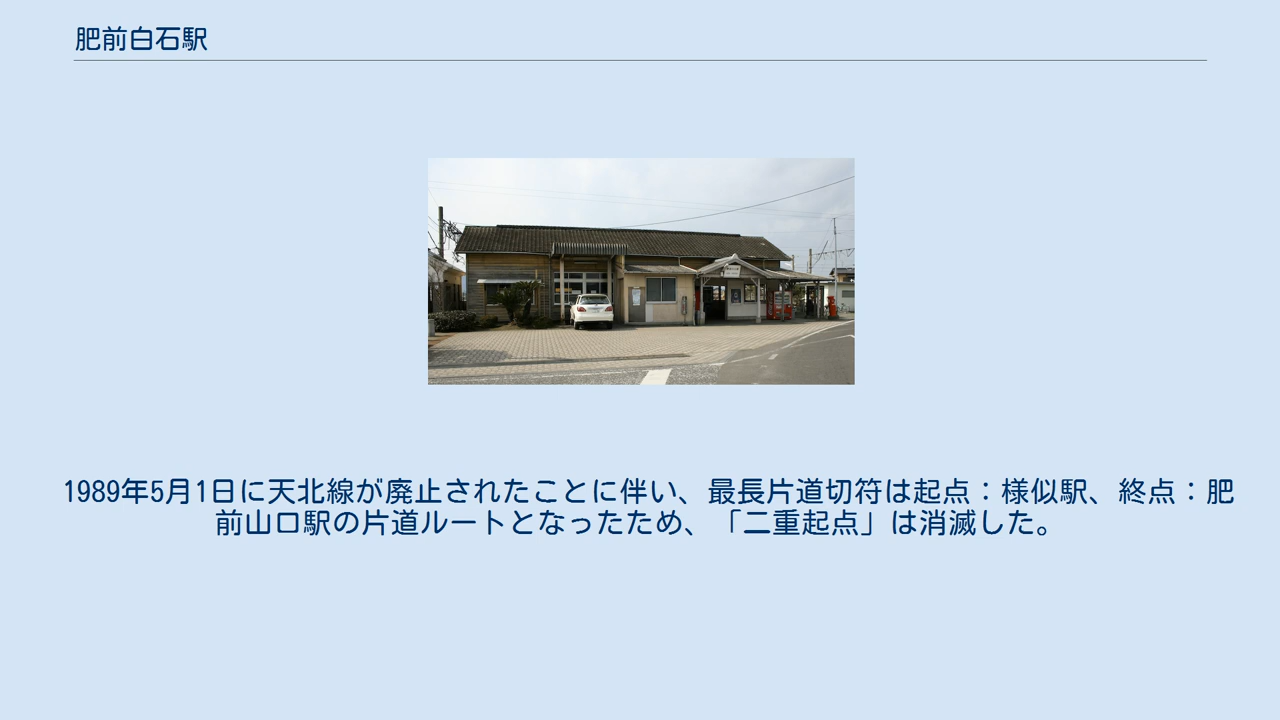 肥前白石駅
1989年5月1日に天北線が廃止されたことに伴い、最長片道切符は起点：様似駅、終点：肥
前山口駅の片道ルートとなったため、「二重起点」は消滅した。